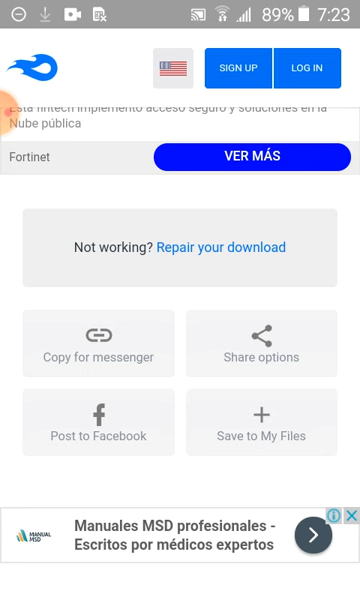 89% 7:23
SIGN UP
LOG IN
Esta fintech implementó acceso seguro y soluciones en la
Nube pública
Fortinet
VER MÁS
Not working? Repair your download
Copy for messenger
Share options
Post to Facebook
Save to My Files
MANUAL
MSD
Manuales MSD profesionales -
Escritos por médicos expertos